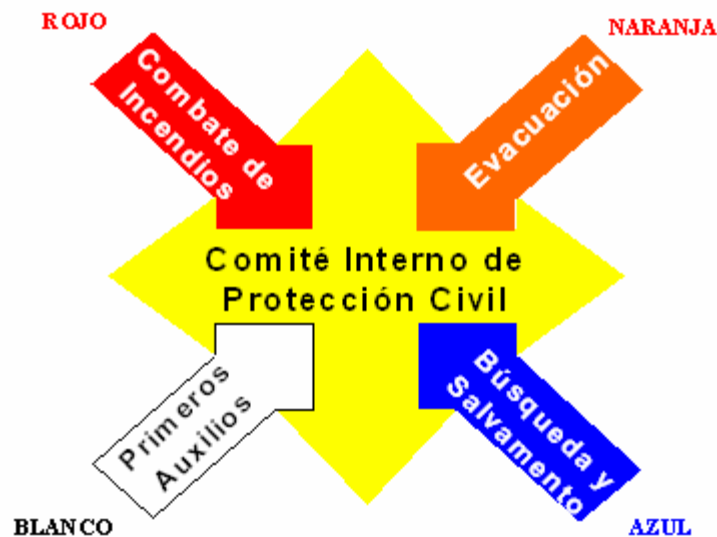 ROJO
NARANJA
Combate de
Incendios
Evacuación
Comité Interno de
Protección Civil
Primeros
Auxilios
Búsqueda y
Salvamento
BLANCO
AZUL